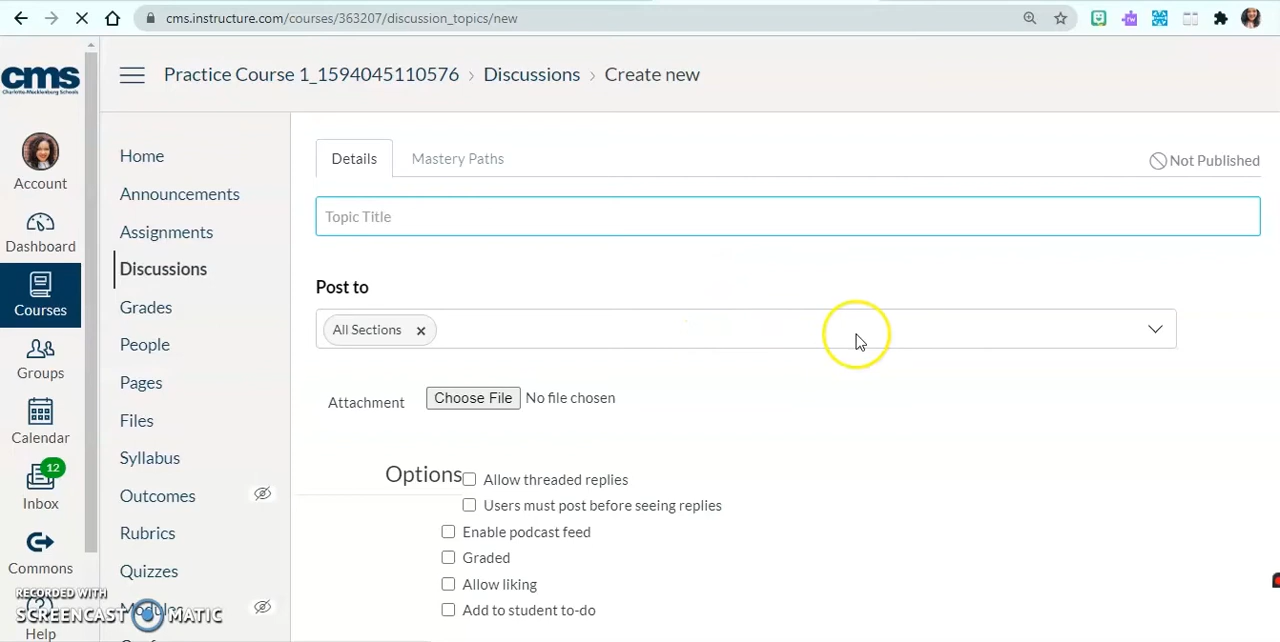 cms.instructure.com/courses/363207/discussion_topics/new
cms
Charlotte-Mecklenburg Schools
Practice Course 1_1594045110576 › Discussions › Create new
Account
Dashboard
Courses
Groups
Calendar
12
Inbox
Commons
Help
Home
Announcements
Assignments
Discussions
Grades
People
Pages
Files
Syllabus
Outcomes
Rubrics
Quizzes
Modules
Details
Mastery Paths
Not Published
Topic Title
Post to
All Sections
Attachment
Choose File No file chosen
Options
Allow threaded replies
Users must post before seeing replies
Enable podcast feed
Graded
Allow liking
Add to student to-do
RECORDED WITH
SCREENCAST MATIC